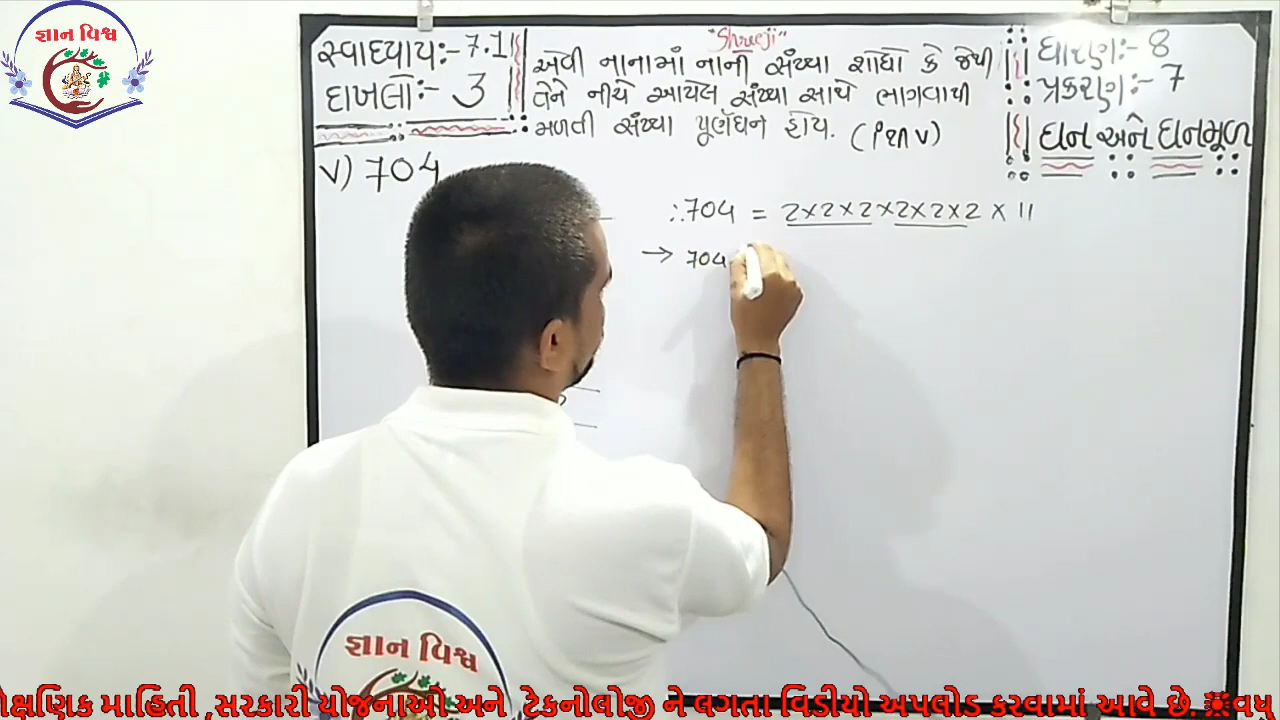 જ્ઞાન વિશ્વ
સ્વાધ્યાય:- 7.1
દાખલો:- 3
"Shreeji"
એવી નાનામાં નાની સંખ્યા શોધો કે જેથી
તેને નીચે આપેલ સંખ્યા સાથે ભાગવાથી
મળતી સંખ્યા પૂર્ણઘન હોય. (i થી v)
ધોરણ:- 8
પ્રકરણ:- 7
ઘન અને ઘનમૂળ
v) 704
∴704 = 2×2×2×2×2×2 × 11
→ 704
જ્ઞાન વિશ્વ
ક્ષણિક માહિતી ,સરકારી યોજનાઓ અને ટેકનોલોજી ને લગતા વિડીયો અપલોડ કરવામાં આવે છે.